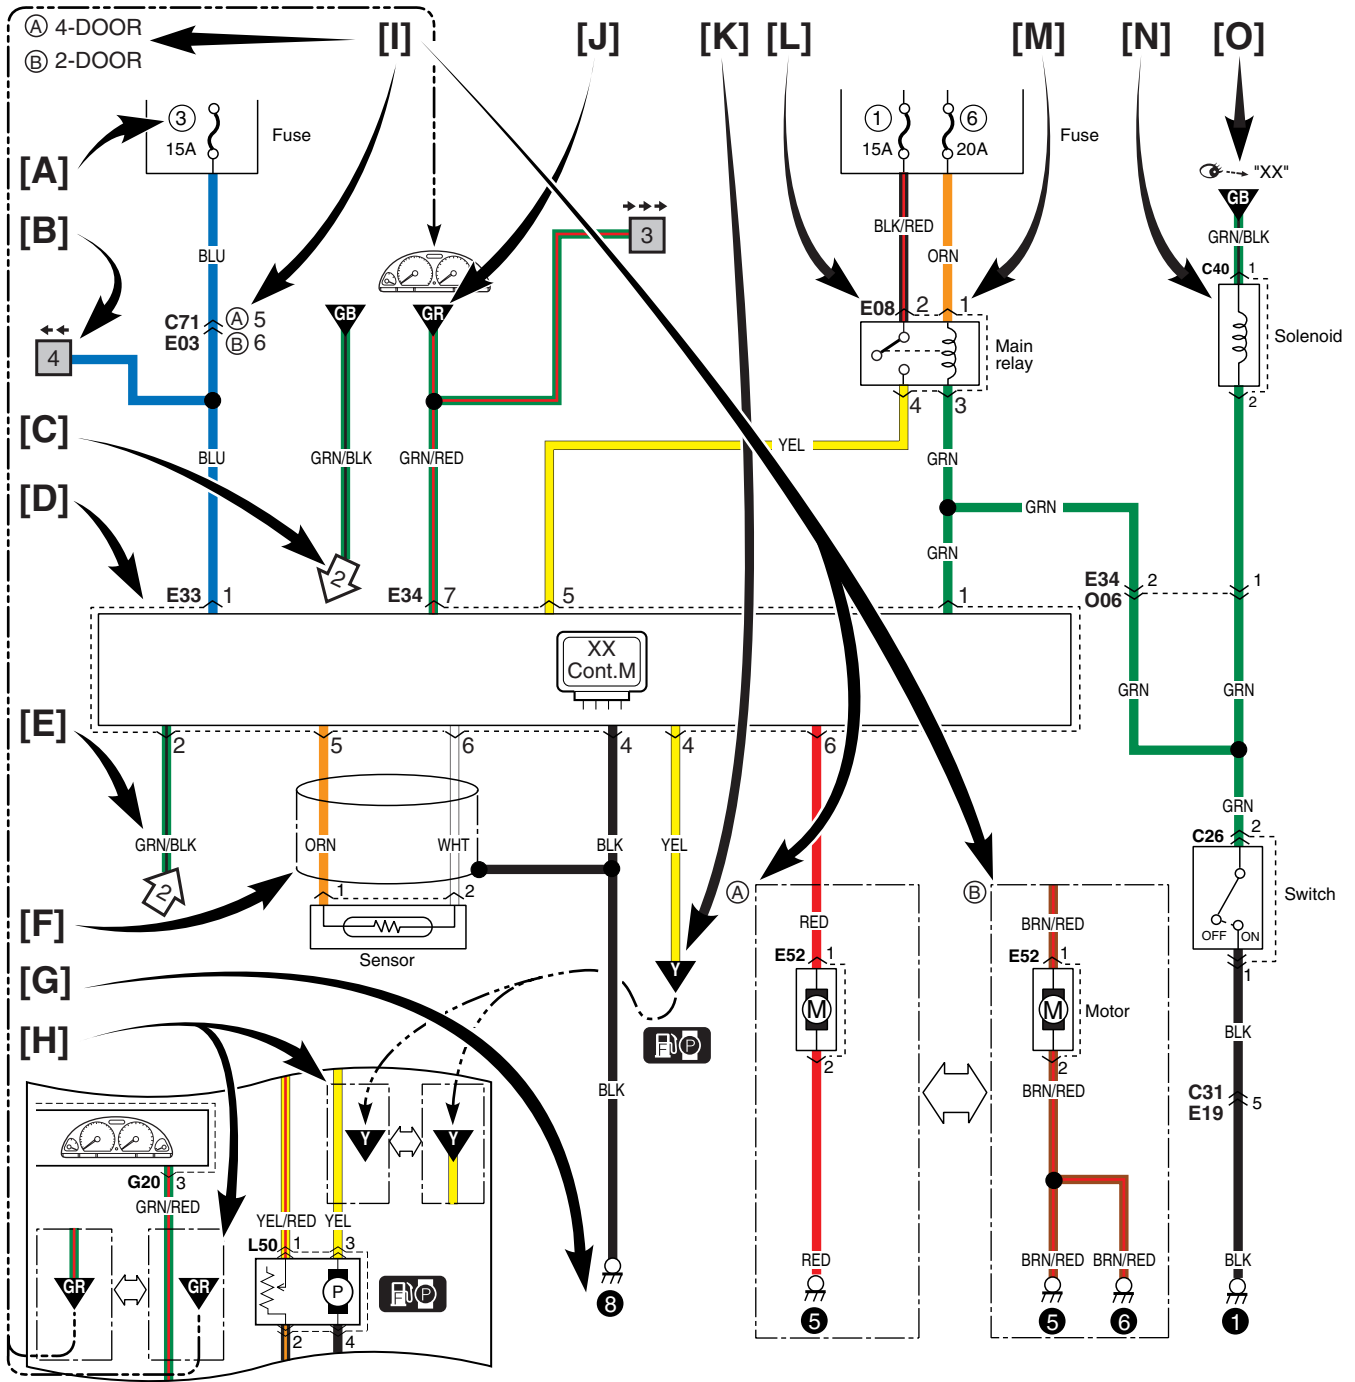 Ⓐ 4-DOOR
Ⓑ 2-DOOR
[I]
[J]
[K]
[L]
[M]
[N]
[O]
3
15A
Fuse
1
15A
6
20A
Fuse
"XX"
[A]
[B]
GB
GRN/BLK
C40 1
BLK/RED
ORN
BLU
3
4
C71 Ⓐ 5
E03 Ⓑ 6
GB
GR
E08 2 1
Main
relay
4 3
Solenoid
2
[C]
BLU
GRN/BLK
GRN/RED
YEL
GRN
[D]
GRN
GRN
2
E33 1
E34 7
5
1
E34 2
O06
1
XX
Cont.M
GRN
GRN
[E]
2
5
6
4
4
6
GRN/BLK
ORN
WHT
BLK
YEL
GRN
C26 2
2
1
2
Sensor
[F]
Ⓐ
Ⓑ
RED
BRN/RED
Switch
OFF ON
1
E52 1
E52 1
Y
M
M
Motor
2
2
F P
[G]
[H]
BLK
BRN/RED
BLK
C31
E19 5
Y
Y
G20 3
GRN/RED
YEL/RED YEL
L50 1 3
GR
GR
P
F P
2 4
8
RED
5
BRN/RED BRN/RED
5 6
BLK
1